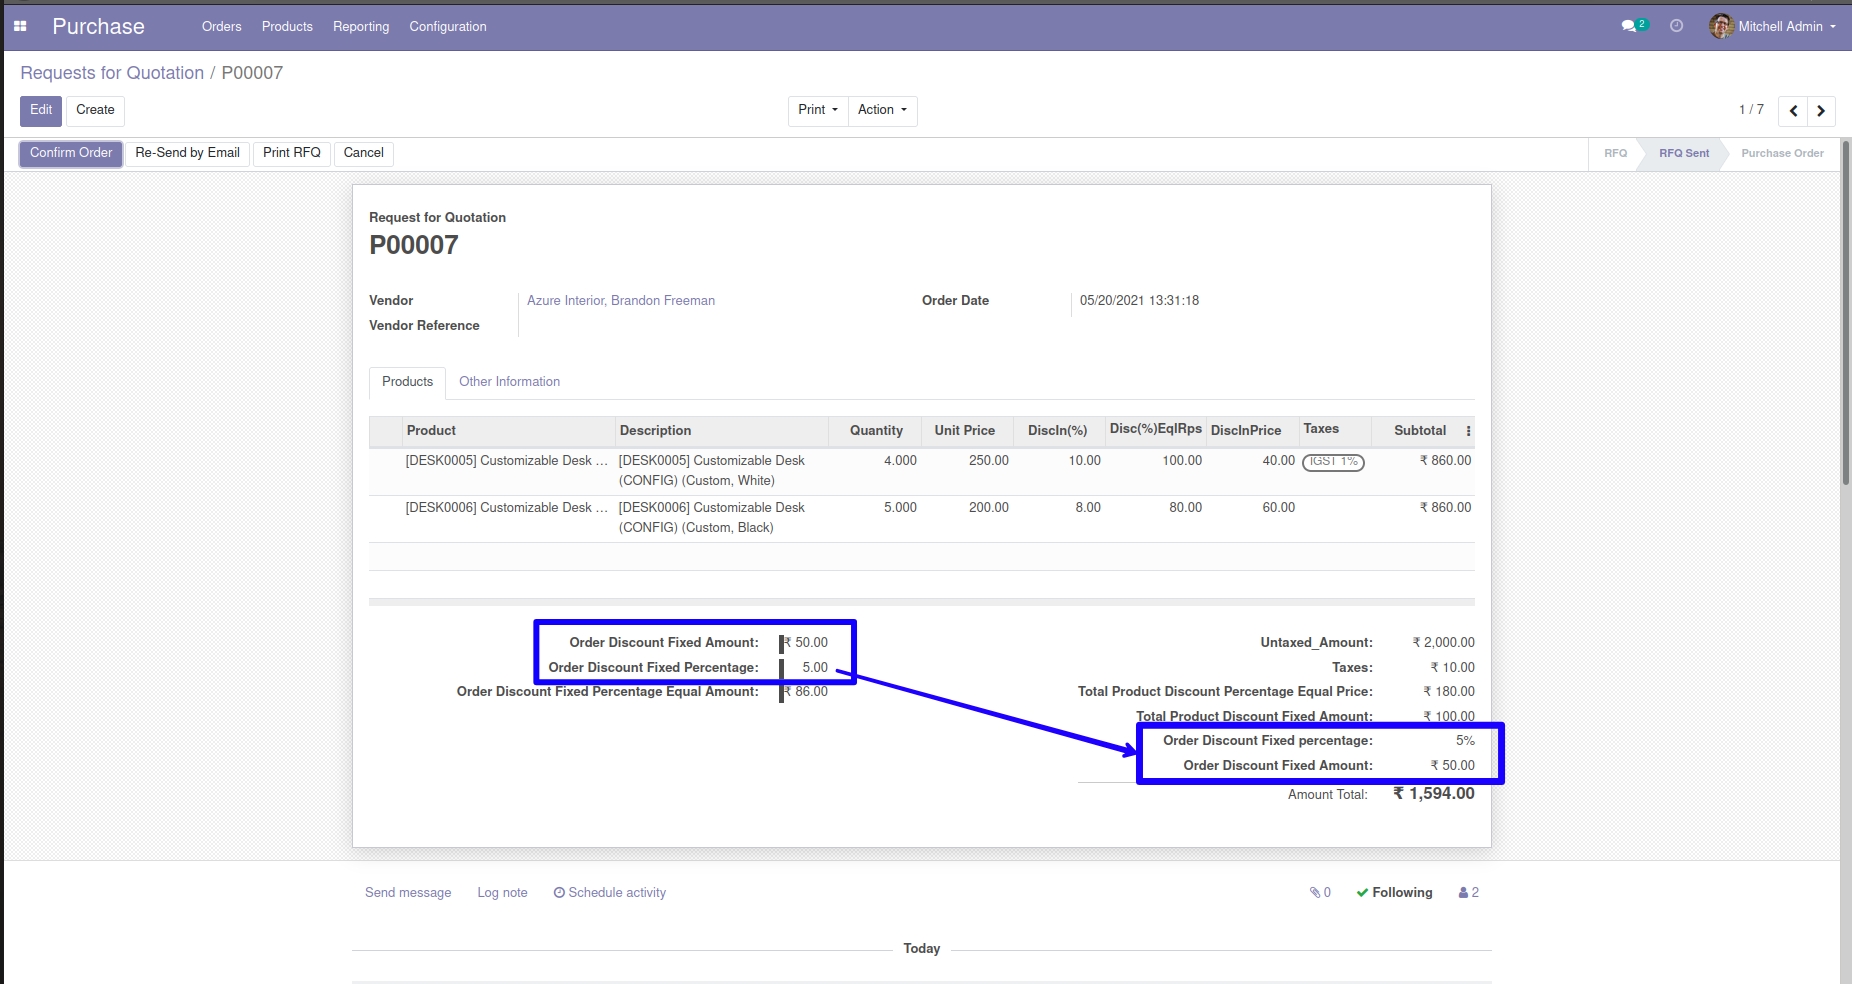 Purchase Orders Products Reporting Configuration 2 Mitchell Admin
Requests for Quotation / P00007
Edit Create Print Action 1 / 7
Confirm Order Re-Send by Email Print RFQ Cancel RFQ RFQ Sent Purchase Order
Request for Quotation
P00007
Vendor Azure Interior, Brandon Freeman Order Date 05/20/2021 13:31:18
Vendor Reference
Products Other Information
Product Description Quantity Unit Price DiscIn(%) Disc(%)EqlRps DiscInPrice Taxes Subtotal
[DESK0005] Customizable Desk ... [DESK0005] Customizable Desk 4.000 250.00 10.00 100.00 40.00 IGST 1% ₹ 860.00
(CONFIG) (Custom, White)
[DESK0006] Customizable Desk ... [DESK0006] Customizable Desk 5.000 200.00 8.00 80.00 60.00 ₹ 860.00
(CONFIG) (Custom, Black)
Order Discount Fixed Amount: ₹ 50.00
Order Discount Fixed Percentage: 5.00
Order Discount Fixed Percentage Equal Amount: ₹ 86.00
Untaxed_Amount: ₹ 2,000.00
Taxes: ₹ 10.00
Total Product Discount Percentage Equal Price: ₹ 180.00
Total Product Discount Fixed Amount: ₹ 100.00
Order Discount Fixed percentage: 5%
Order Discount Fixed Amount: ₹ 50.00
Amount Total: ₹ 1,594.00
Send message Log note Schedule activity 0 Following 2
Today